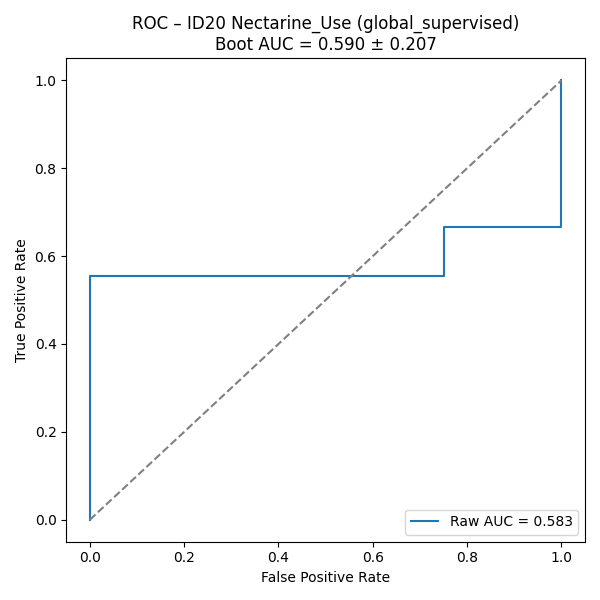 ROC – ID20 Nectarine_Use (global_supervised)
Boot AUC = 0.590 ± 0.207
1.0
0.8
0.6
0.4
0.2
0.0
True Positive Rate
Raw AUC = 0.583
0.0 0.2 0.4 0.6 0.8 1.0
False Positive Rate